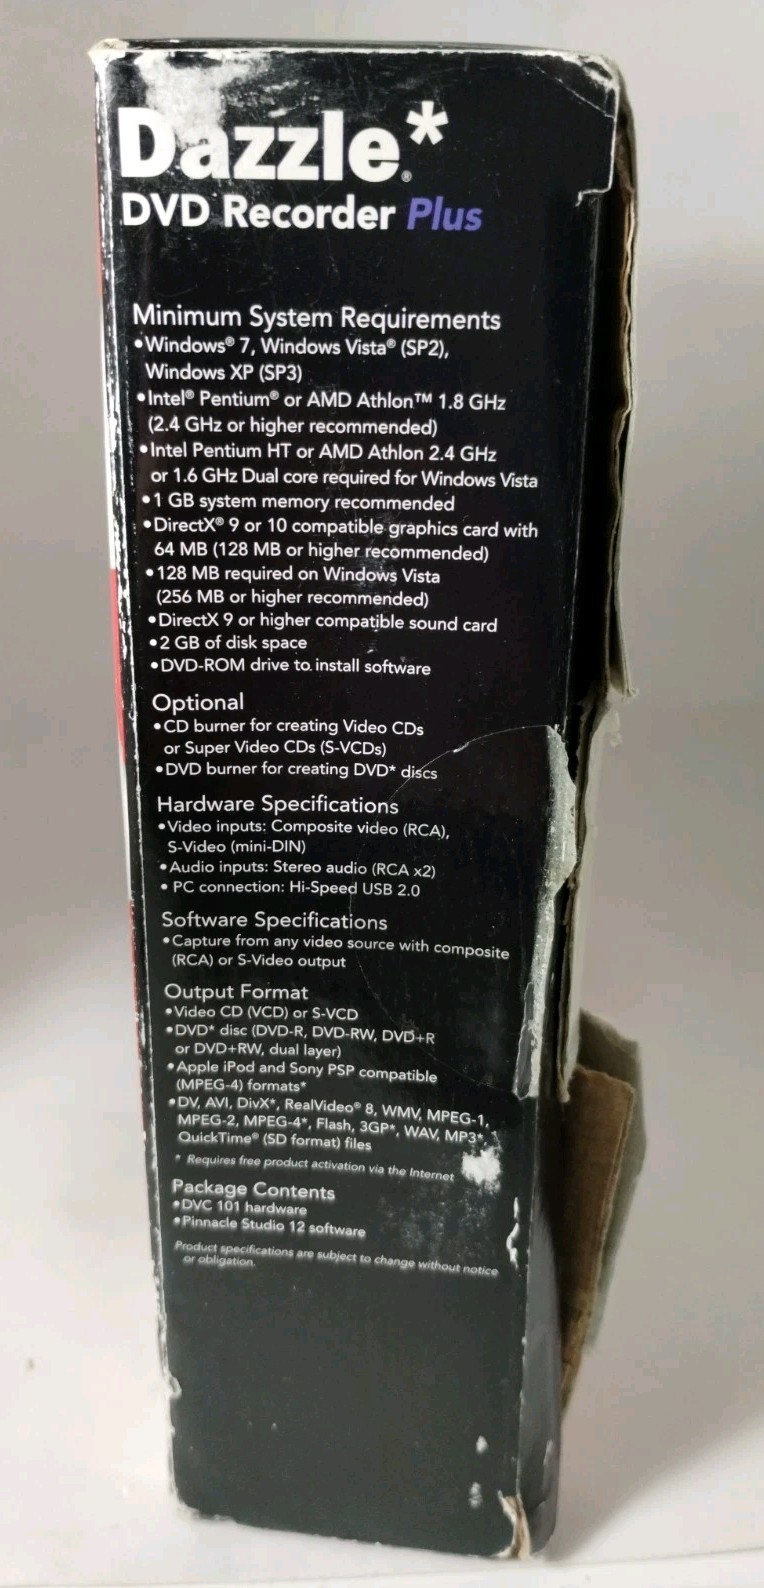 Dazzle*®
DVD Recorder Plus
Minimum System Requirements
•Windows® 7, Windows Vista® (SP2),
Windows XP (SP3)
•Intel® Pentium® or AMD Athlon™ 1.8 GHz
(2.4 GHz or higher recommended)
•Intel Pentium HT or AMD Athlon 2.4 GHz
or 1.6 GHz Dual core required for Windows Vista
•1 GB system memory recommended
•DirectX® 9 or 10 compatible graphics card with
64 MB (128 MB or higher recommended)
•128 MB required on Windows Vista
(256 MB or higher recommended)
•DirectX 9 or higher compatible sound card
•2 GB of disk space
•DVD-ROM drive to install software
Optional
•CD burner for creating Video CDs
or Super Video CDs (S-VCDs)
•DVD burner for creating DVD* discs
Hardware Specifications
•Video inputs: Composite video (RCA),
S-Video (mini-DIN)
•Audio inputs: Stereo audio (RCA x2)
• PC connection: Hi-Speed USB 2.0
Software Specifications
•Capture from any video source with composite
(RCA) or S-Video output
Output Format
•Video CD (VCD) or S-VCD
•DVD* disc (DVD-R, DVD-RW, DVD+R
or DVD+RW, dual layer)
•Apple iPod and Sony PSP compatible
(MPEG-4) formats*
•DV, AVI, DivX*, RealVideo® 8, WMV, MPEG-1,
MPEG-2, MPEG-4*, Flash, 3GP*, WAV, MP3*,
QuickTime® (SD format) files
* Requires free product activation via the Internet
Package Contents
•DVC 101 hardware
•Pinnacle Studio 12 software
Product specifications are subject to change without notice
or obligation.